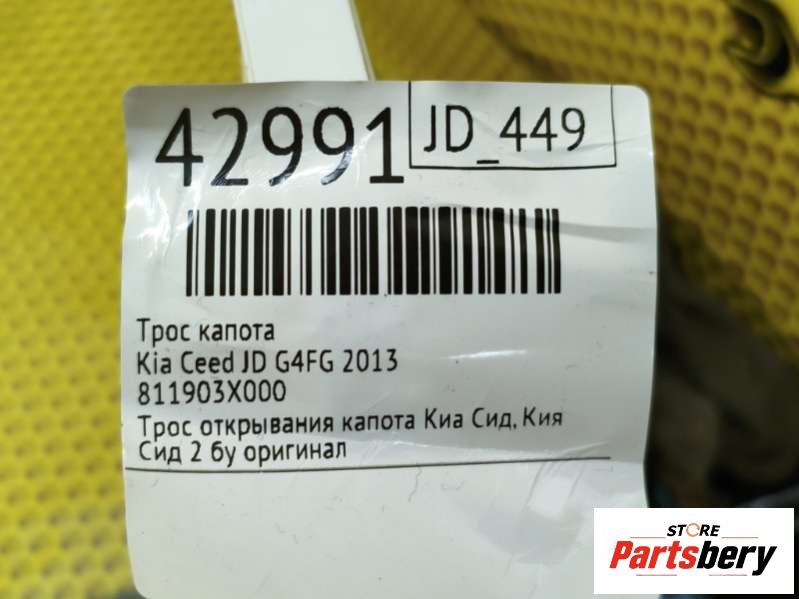 42991
JD_449
Трос капота
Kia Ceed JD G4FG 2013
811903X000
Трос открывания капота Киа Сид, Кия
Сид 2 бу оригинал
STORE
Partsbery